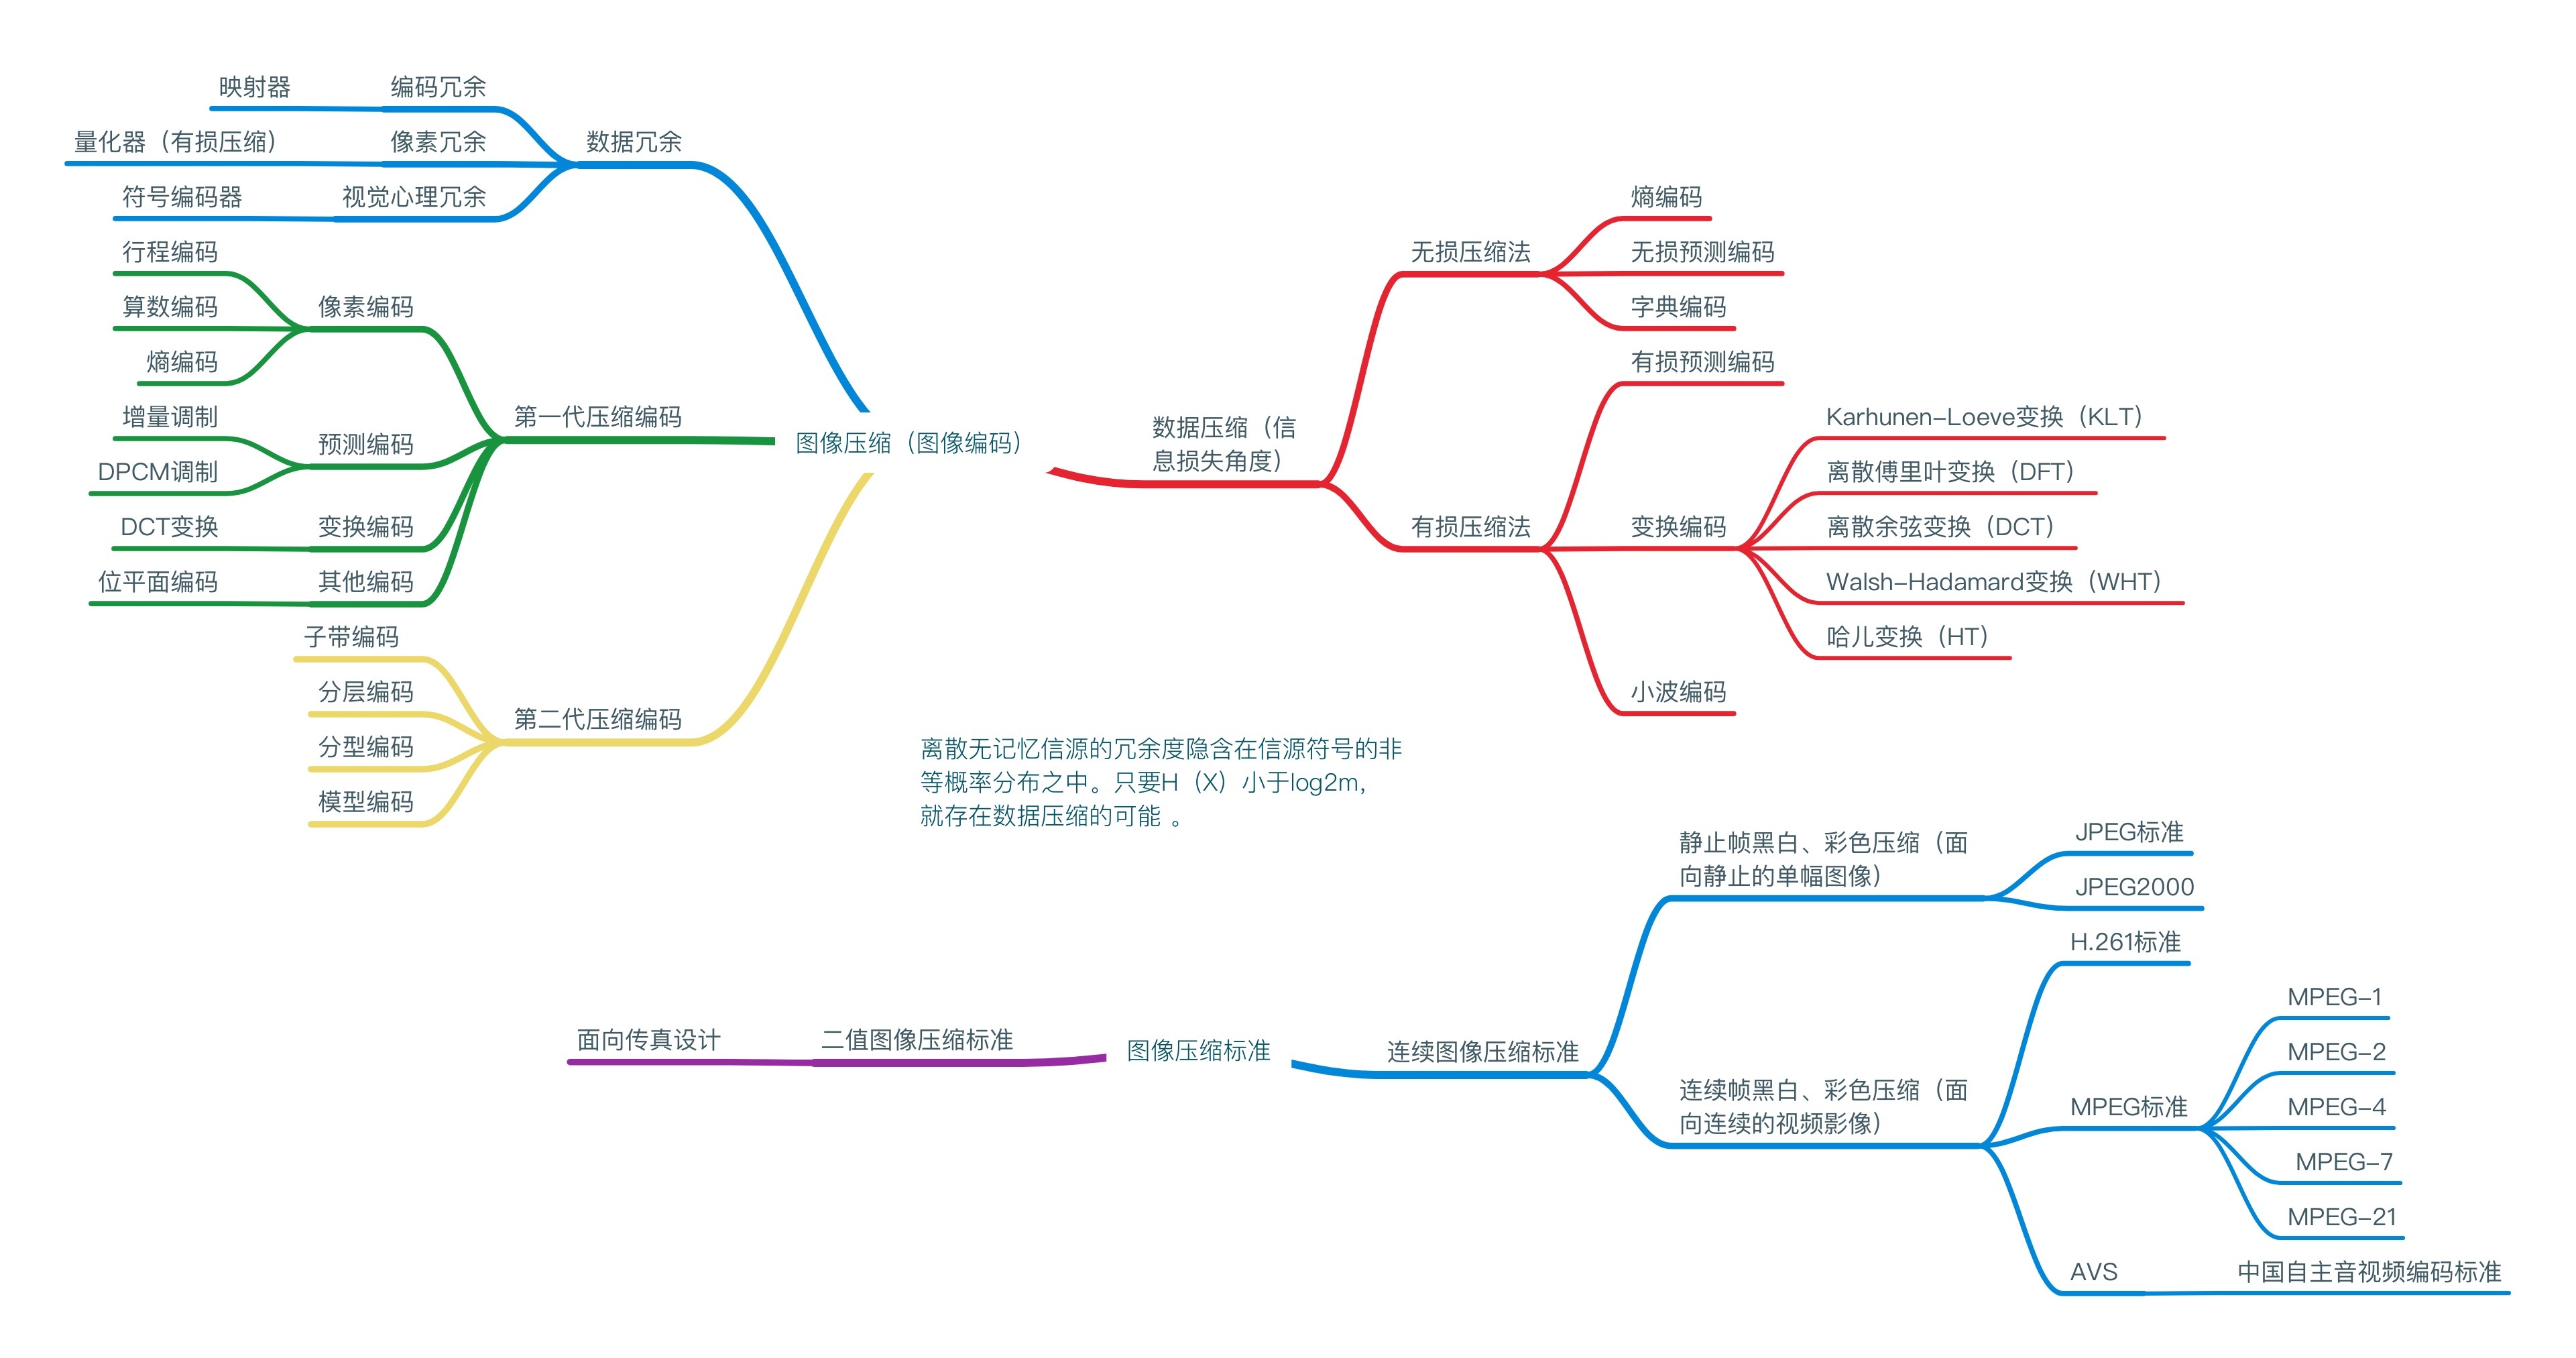 映射器
编码冗余
量化器（有损压缩）
像素冗余
数据冗余
符号编码器
视觉心理冗余
行程编码
算数编码
像素编码
熵编码
增量调制
预测编码
DPCM调制
第一代压缩编码
DCT变换
变换编码
位平面编码
其他编码
子带编码
分层编码
分型编码
模型编码
第二代压缩编码
图像压缩（图像编码）
数据压缩（信
息损失角度）
无损压缩法
熵编码
无损预测编码
字典编码
有损压缩法
有损预测编码
变换编码
Karhunen-Loeve变换（KLT）
离散傅里叶变换（DFT）
离散余弦变换（DCT）
Walsh-Hadamard变换（WHT）
哈儿变换（HT）
小波编码
离散无记忆信源的冗余度隐含在信源符号的非
等概率分布之中。只要H（X）小于log2m，
就存在数据压缩的可能 。
面向传真设计
二值图像压缩标准
图像压缩标准
连续图像压缩标准
静止帧黑白、彩色压缩（面
向静止的单幅图像）
JPEG标准
JPEG2000
连续帧黑白、彩色压缩（面
向连续的视频影像）
H.261标准
MPEG标准
MPEG-1
MPEG-2
MPEG-4
MPEG-7
MPEG-21
AVS
中国自主音视频编码标准